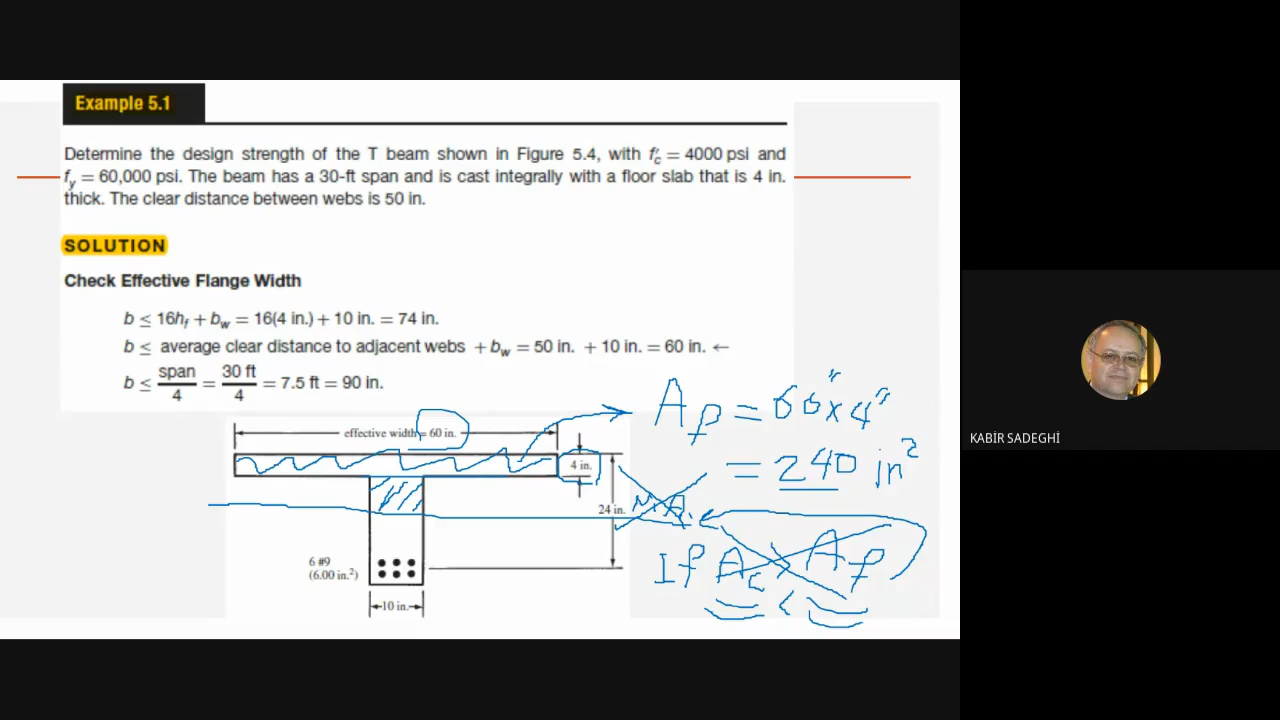 Example 5.1
Determine the design strength of the T beam shown in Figure 5.4, with f′c = 4000 psi and
fy = 60,000 psi. The beam has a 30-ft span and is cast integrally with a floor slab that is 4 in.
thick. The clear distance between webs is 50 in.
SOLUTION
Check Effective Flange Width
b ≤ 16hf + bw = 16(4 in.) + 10 in. = 74 in.
b ≤ average clear distance to adjacent webs + bw = 50 in. + 10 in. = 60 in. ←
b ≤ span/4 = 30 ft/4 = 7.5 ft = 90 in.
effective width = 60 in.
4 in.
24 in.
6 #9
(6.00 in.²)
10 in.
Af = 60" x 4"
= 240 in²
N.A.
If Ac > Af
<
KABİR SADEGHİ